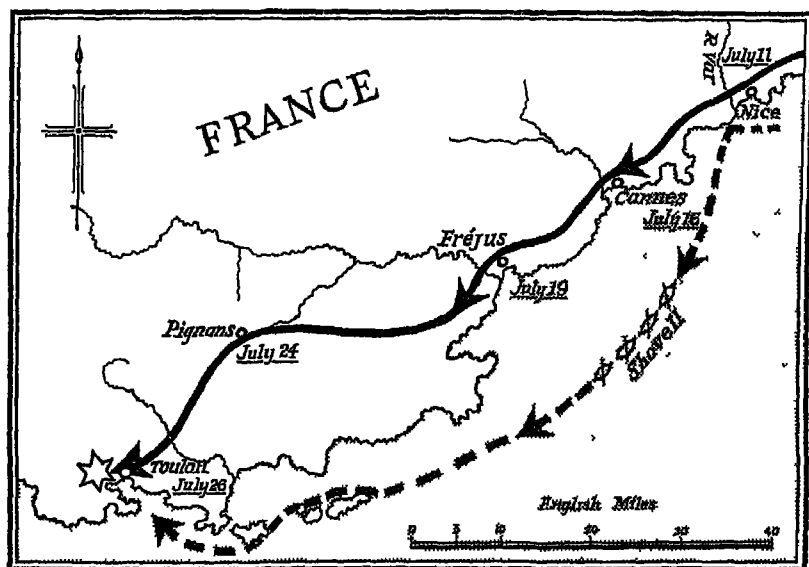 FRANCE
R. Var
July 11
Nice
Cannes
July 15
Fréjus
July 19
Shovell
Pignans
July 24
Toulon
July 26
English Miles
0 5 10 20 30 40